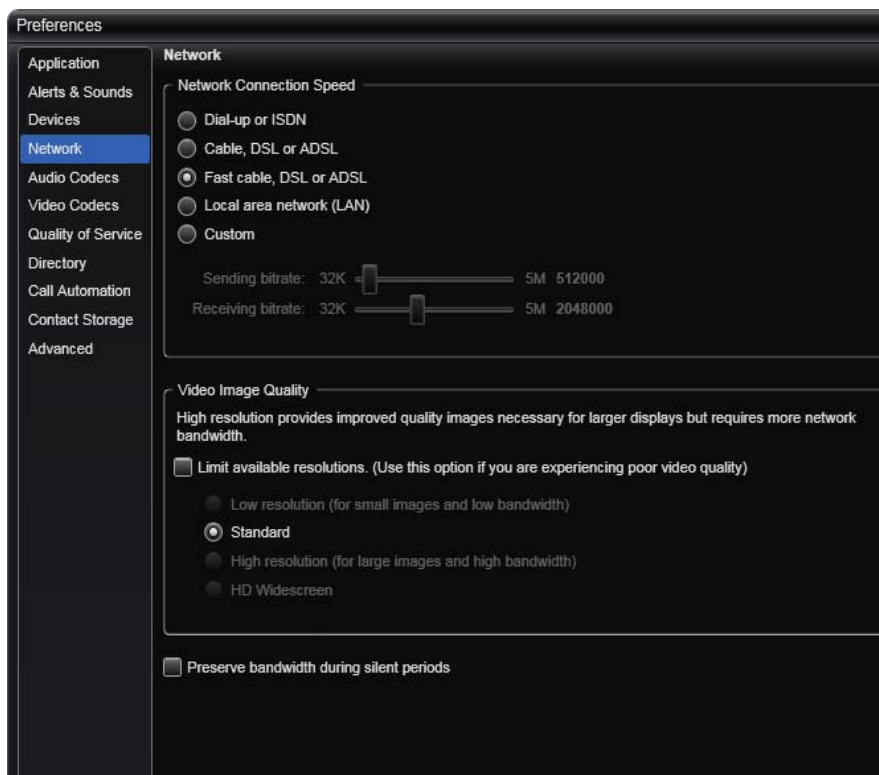 Preferences
Application
Alerts & Sounds
Devices
Network
Audio Codecs
Video Codecs
Quality of Service
Directory
Call Automation
Contact Storage
Advanced
Network
Network Connection Speed
Dial-up or ISDN
Cable, DSL or ADSL
Fast cable, DSL or ADSL
Local area network (LAN)
Custom
Sending bitrate: 32K 5M 512000
Receiving bitrate: 32K 5M 2048000
Video Image Quality
High resolution provides improved quality images necessary for larger displays but requires more network
bandwidth.
Limit available resolutions. (Use this option if you are experiencing poor video quality)
Low resolution (for small images and low bandwidth)
Standard
High resolution (for large images and high bandwidth)
HD Widescreen
Preserve bandwidth during silent periods